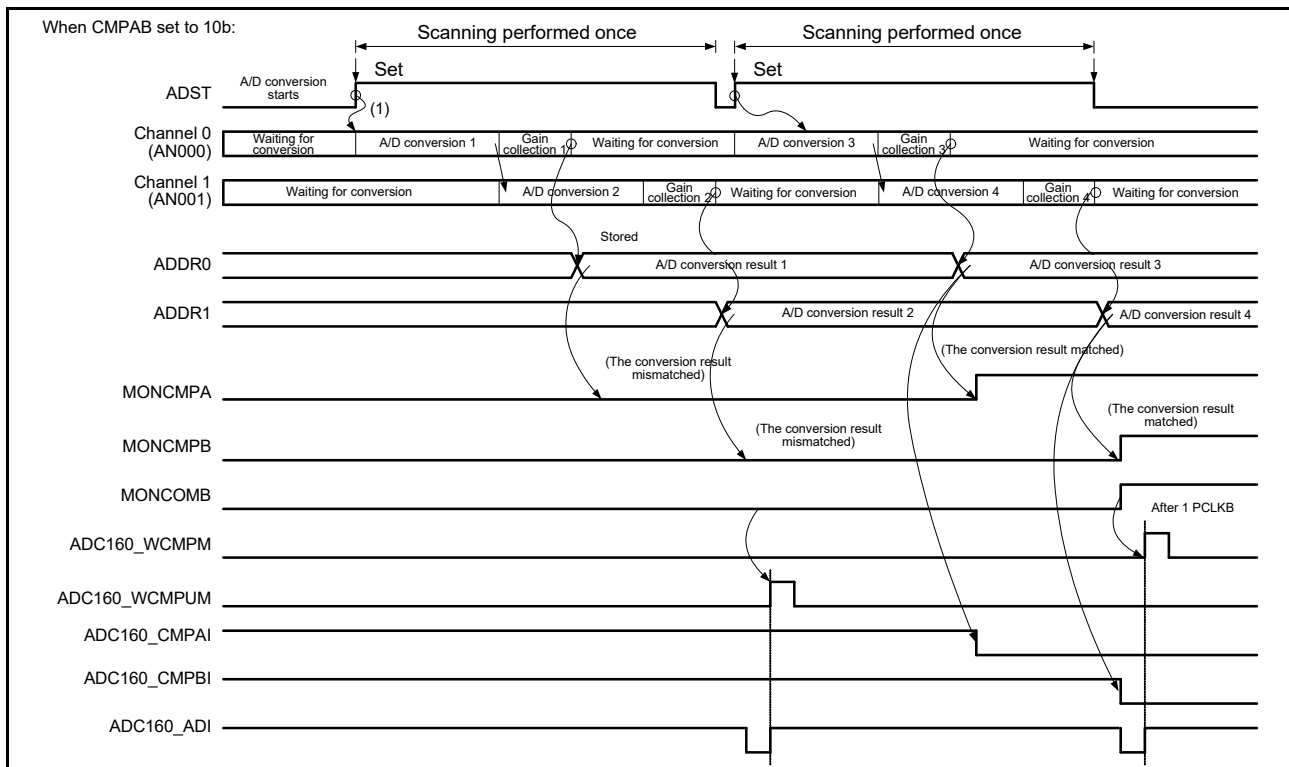 When CMPAB set to 10b:
Scanning performed once
Scanning performed once
Set
Set
ADST
A/D conversion
starts
(1)
Channel 0
(AN000)
Waiting for
conversion
A/D conversion 1
Gain
collection 1
Waiting for conversion
A/D conversion 3
Gain
collection 3
Waiting for conversion
Channel 1
(AN001)
Waiting for conversion
A/D conversion 2
Gain
collection 2
Waiting for conversion
A/D conversion 4
Gain
collection 4
Waiting for conversion
Stored
ADDR0
A/D conversion result 1
A/D conversion result 3
ADDR1
A/D conversion result 2
A/D conversion result 4
(The conversion result
mismatched)
(The conversion result matched)
MONCMPA
(The conversion result
mismatched)
(The conversion result
matched)
MONCMPB
MONCOMB
After 1 PCLKB
ADC160_WCMPM
ADC160_WCMPUM
ADC160_CMPAI
ADC160_CMPBI
ADC160_ADI